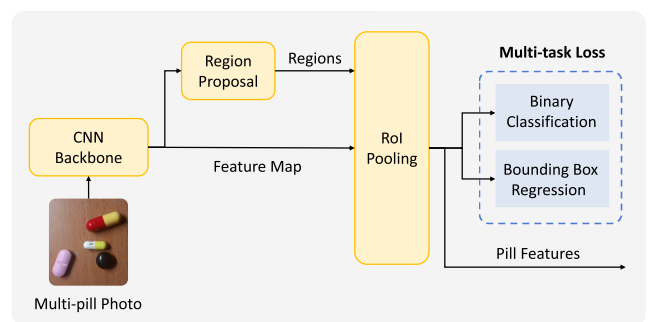 Multi-task Loss
Region
Proposal
Regions
Binary
Classification
CNN
Backbone
RoI
Pooling
Feature Map
Bounding Box
Regression
Pill Features
Multi-pill Photo